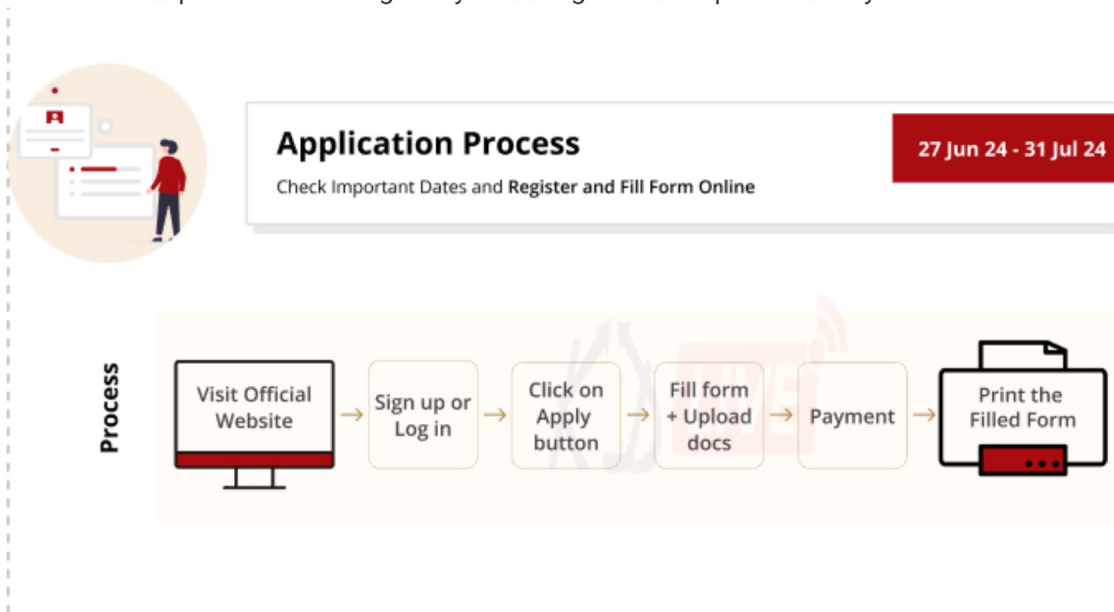 Application Process
27 Jun 24 - 31 Jul 24
Check Important Dates and Register and Fill Form Online
Process
Visit Official
Website
Sign up or
Log in
Click on
Apply
button
Fill form
+ Upload
docs
Payment
Print the
Filled Form
LIVE